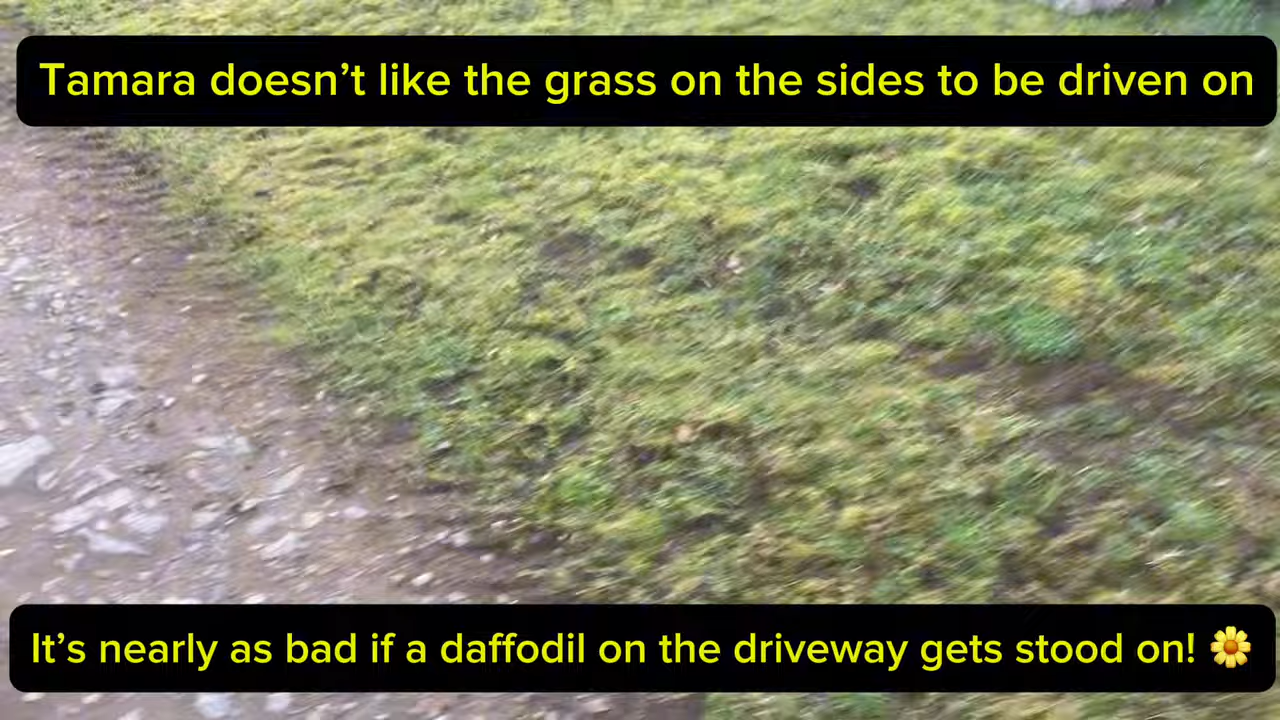 Tamara doesn’t like the grass on the sides to be driven on
It’s nearly as bad if a daffodil on the driveway gets stood on! 🌼